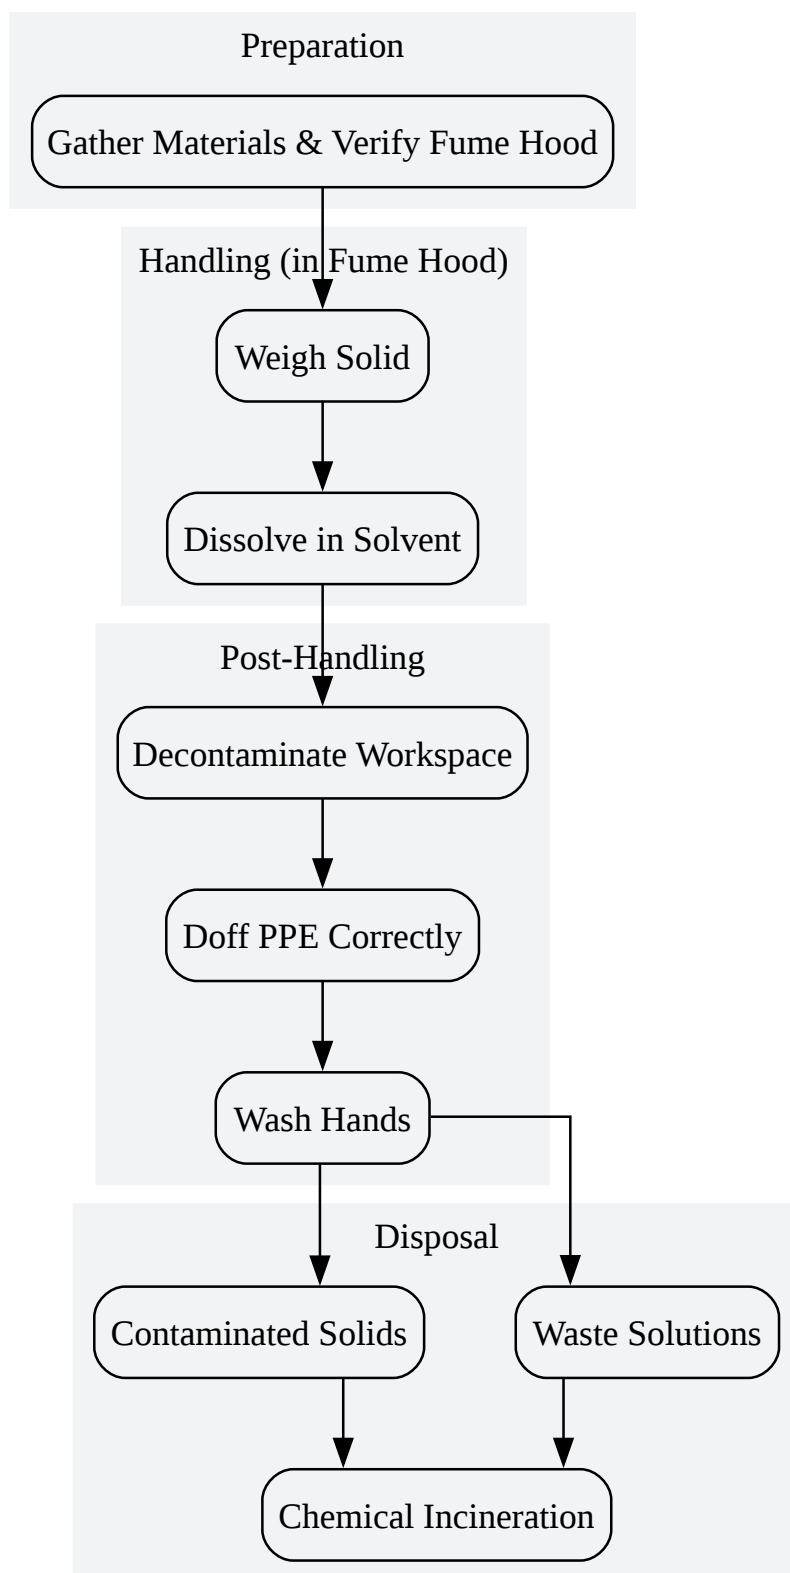 Preparation
Gather Materials & Verify Fume Hood
Handling (in Fume Hood)
Weigh Solid
Dissolve in Solvent
Post-Handling
Decontaminate Workspace
Doff PPE Correctly
Wash Hands
Disposal
Contaminated Solids
Waste Solutions
Chemical Incineration